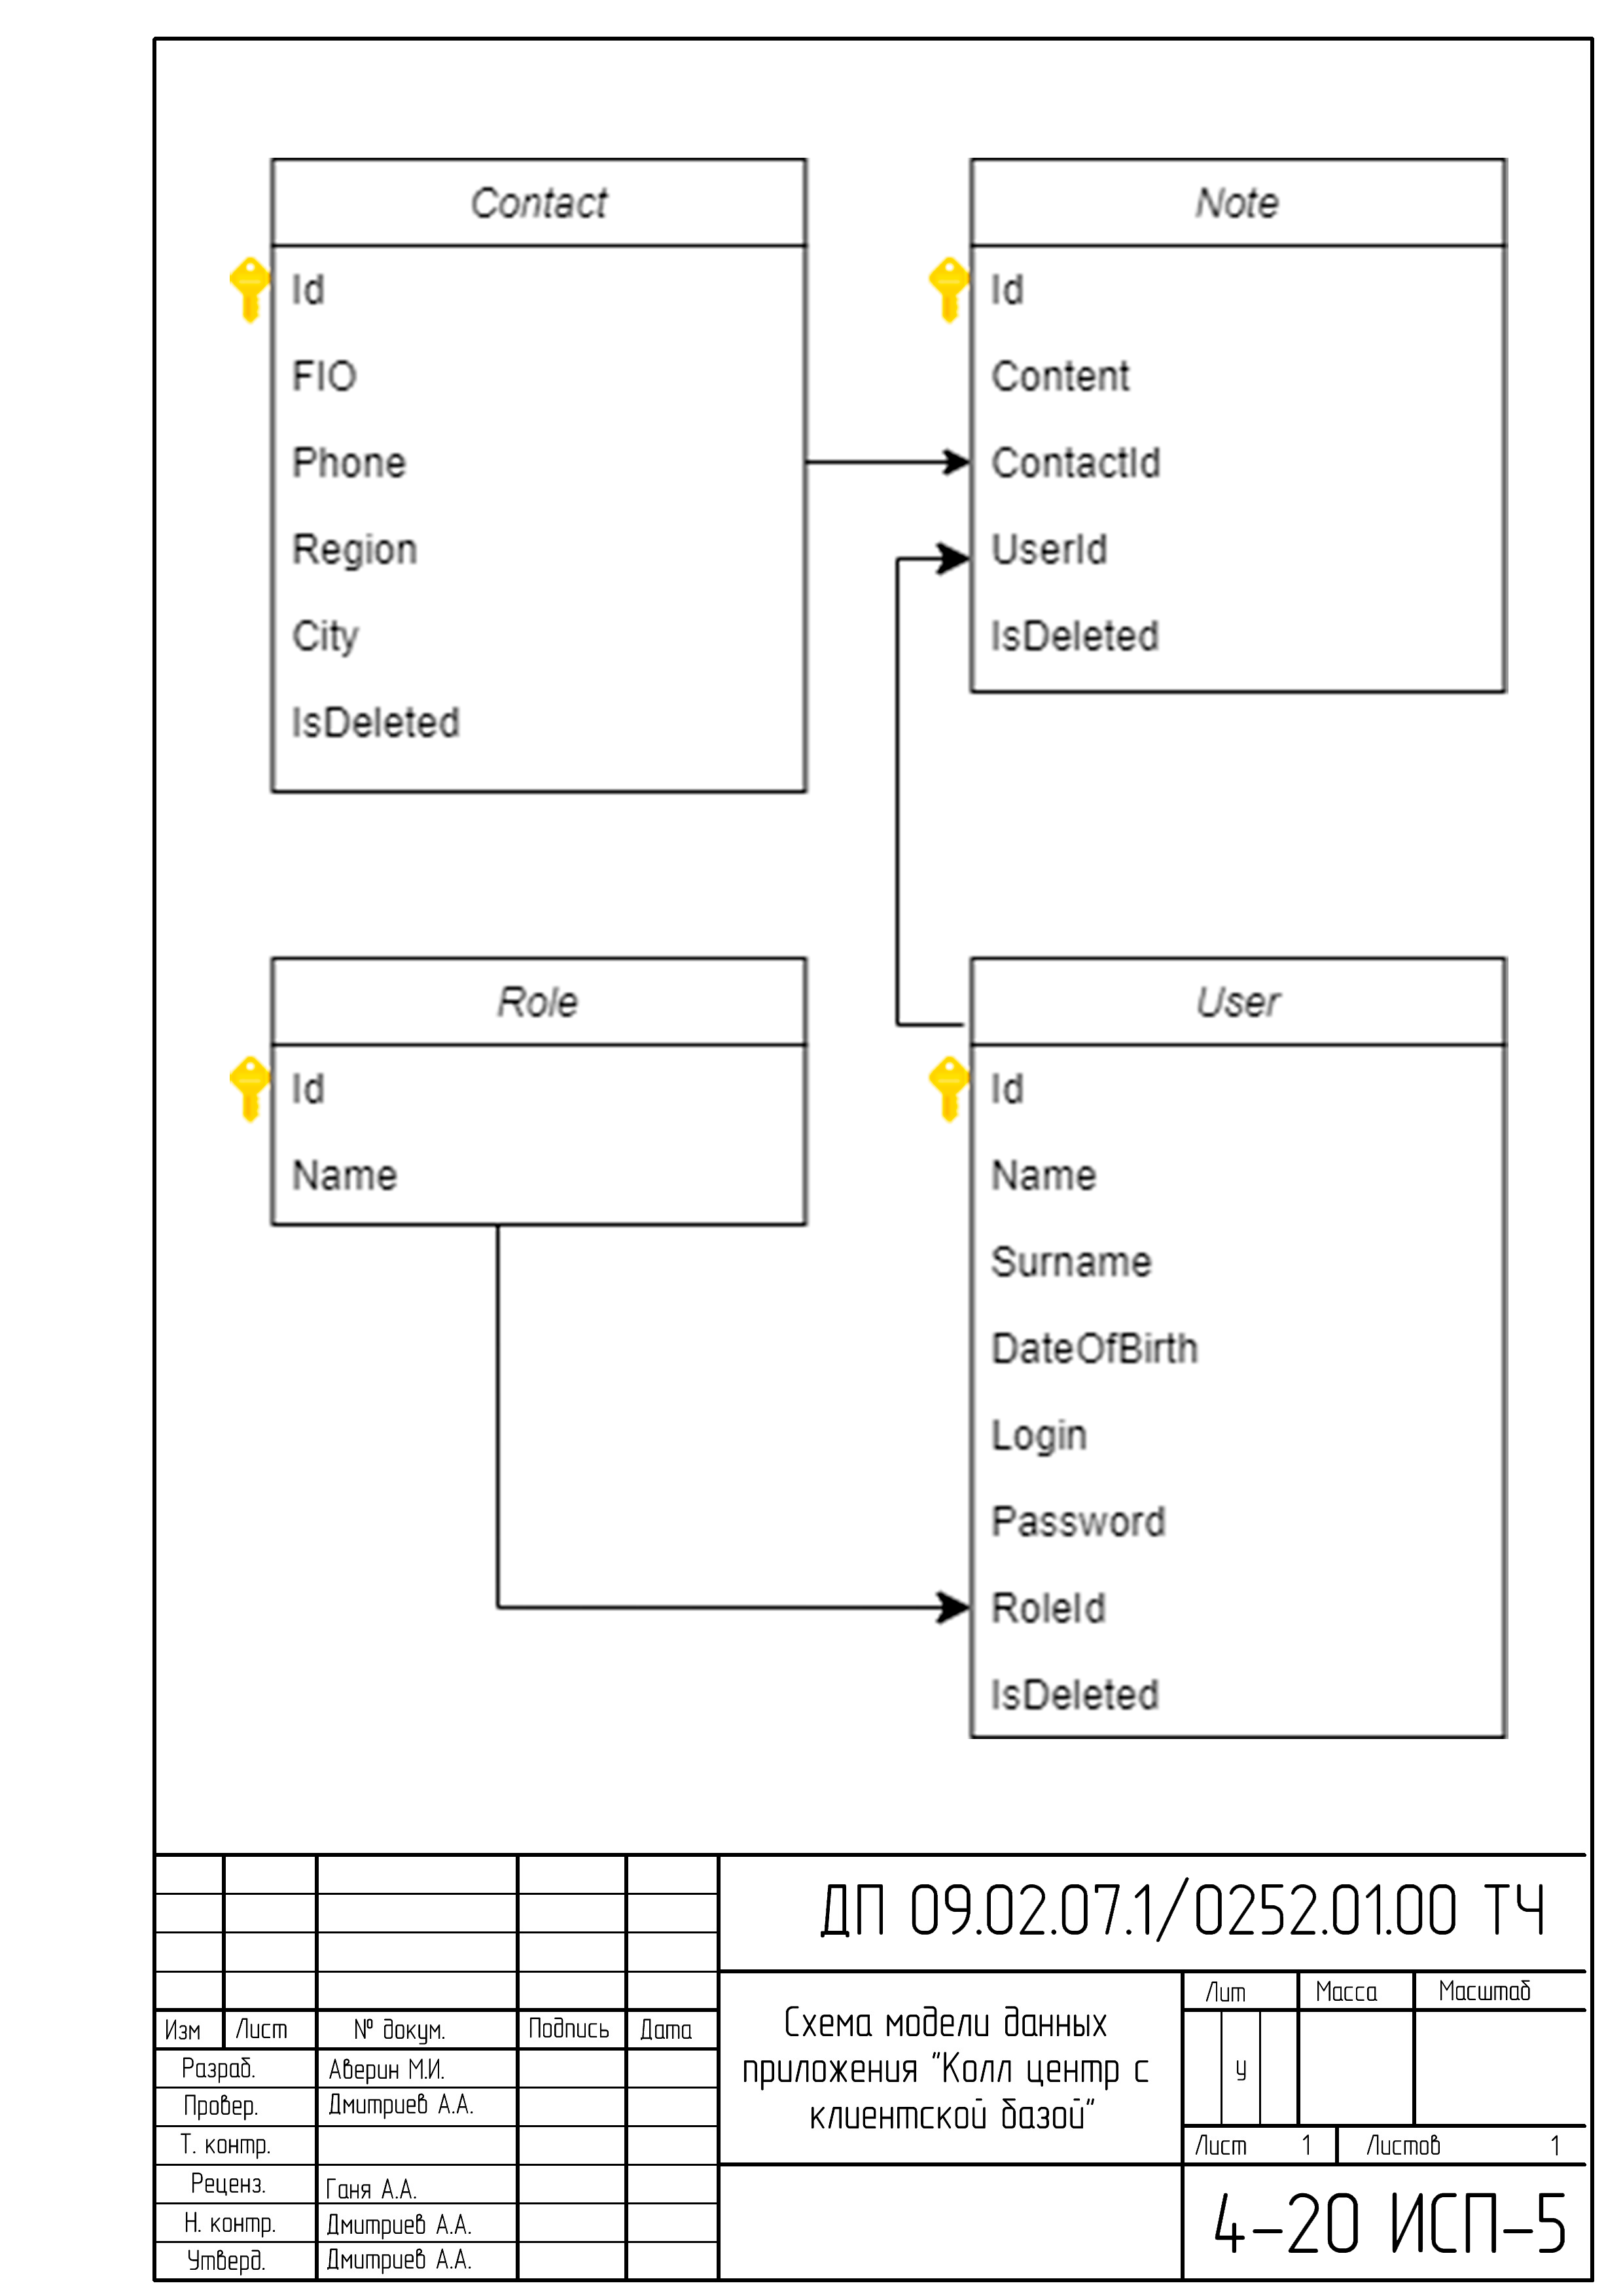 Contact
Id
FIO
Phone
Region
City
IsDeleted
Note
Id
Content
ContactId
UserId
IsDeleted
Role
Id
Name
User
Id
Name
Surname
DateOfBirth
Login
Password
RoleId
IsDeleted
ДП 09.02.07.1/0252.01.00 ТЧ
Изм Лист № докум. Подпись Дата
Разраб. Аверин М.И.
Провер. Дмитриев А.А.
Т. контр.
Реценз. Ганя А.А.
Н. контр. Дмитриев А.А.
Утверд. Дмитриев А.А.
Схема модели данных
приложения "Колл центр с
клиентской базой"
Лит Масса Масштаб
у
Лист 1 Листов 1
4-20 ИСП-5